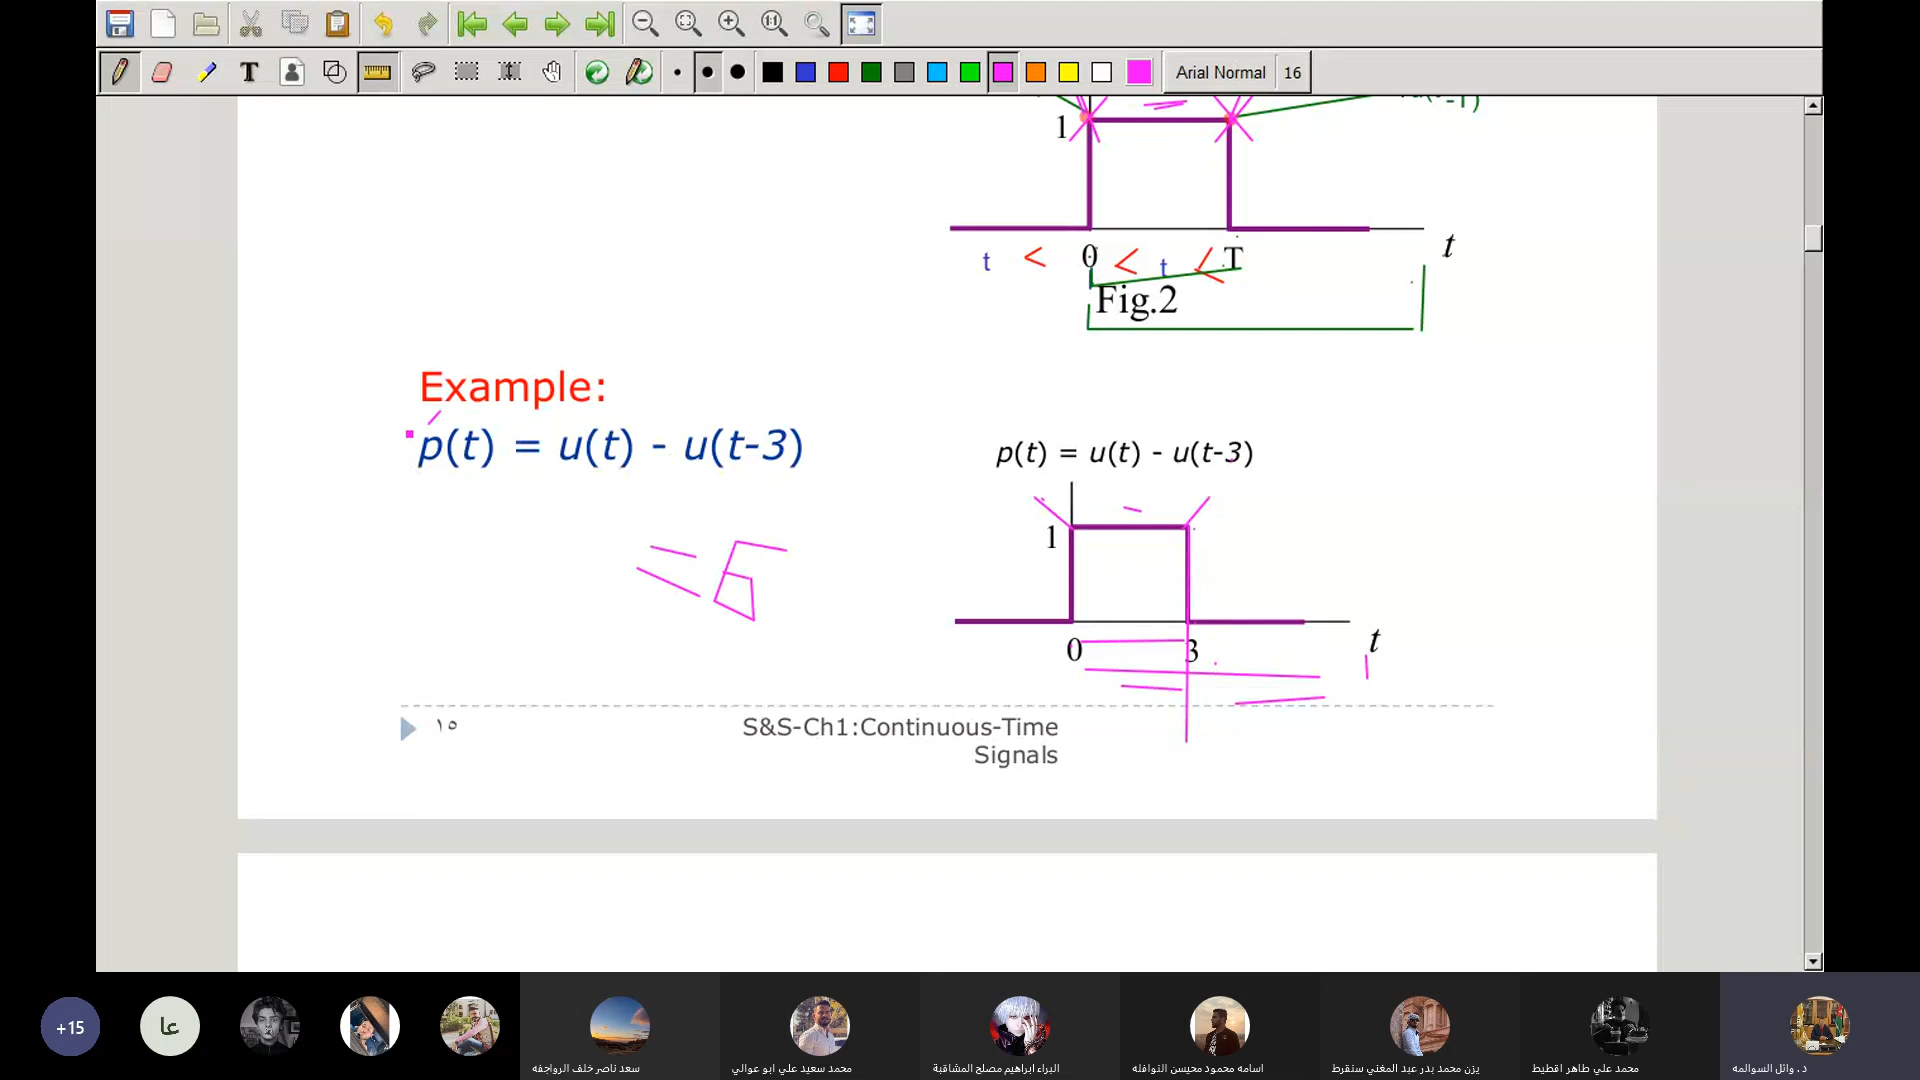 Arial Normal 16
1
t < 0 < t < T
t
Fig.2
Example:
p(t) = u(t) - u(t-3)
= 5
p(t) = u(t) - u(t-3)
1
0 3
t
١٥
S&S-Ch1:Continuous-Time
Signals
+15
عا
سعد ناصر خلف الرواجفه
محمد سعيد علي ابو عوالي
البراء ابراهيم مصلح المشاقبة
اسامه محمود محيسن النوافله
يزن محمد بدر عبد المغني سنقرط
محمد علي طاهر اقطيط
د. وائل السوالمه